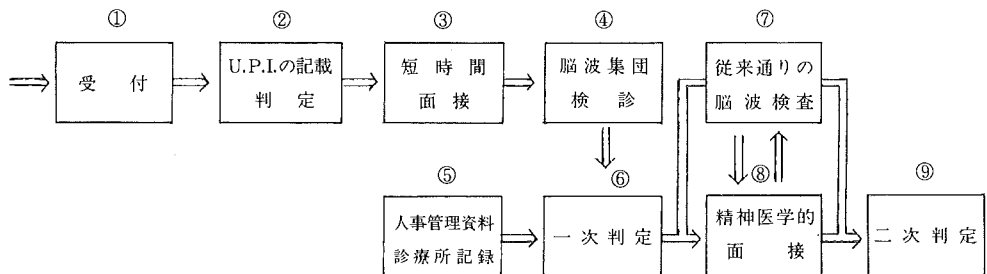 ①
受付
②
U.P.I.の記載
判定
③
短時間
面接
④
脳波集団
検診
⑦
従来通りの
脳波検査
⑤
人事管理資料
診療所記録
⑥
一次判定
⑧
精神医学的
面接
⑨
二次判定